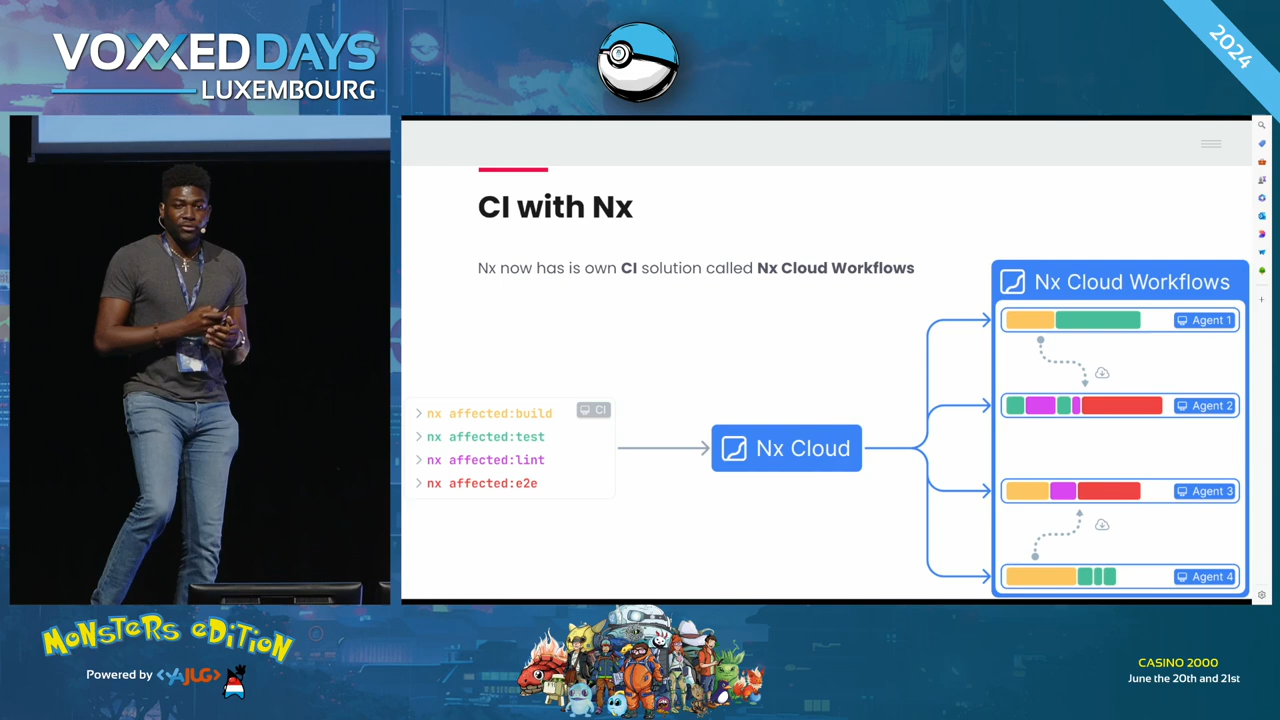 VOXXEDDAYS
LUXEMBOURG
2024
CI with Nx
Nx now has is own CI solution called Nx Cloud Workflows
Nx Cloud Workflows
Agent 1
Agent 2
> nx affected:build
CI
> nx affected:test
> nx affected:lint
> nx affected:e2e
Nx Cloud
Agent 3
Agent 4
MONSTERS EDITION
Powered by <YAJUG>
CASINO 2000
June the 20th and 21st